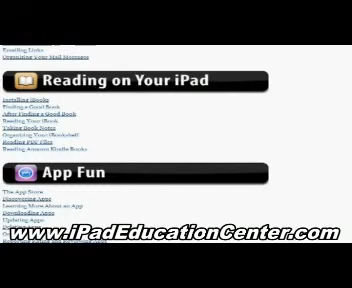 Emailing Links
Organizing Your Mail Messages
Reading on Your iPad
Installing iBooks
Finding a Good Book
After Finding a Good Book
Reading Your iBook
Taking Book Notes
Organizing Your iBookshelf
Reading PDF Files
Reading Amazon Kindle Books
App Fun
The App Store
Discovering Apps
Learning More About an App
Downloading Apps
Updating Apps
www.iPadEducationCenter.com